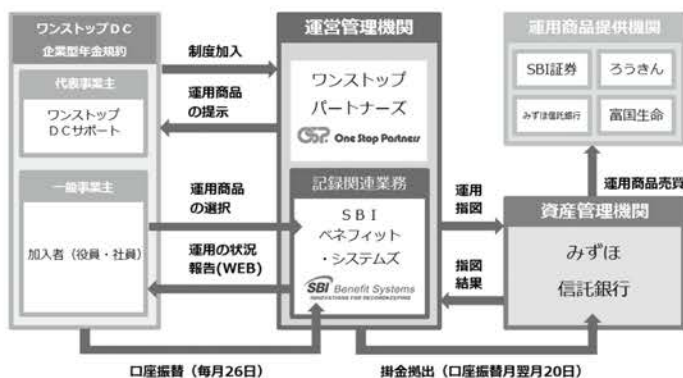 ワンストップDC
企業型年金規約
代表事業主
ワンストップ
DCサポート
一般事業主
加入者（役員・社員）
制度加入
運用商品
の提示
運用商品
の選択
運用の状況
報告(WEB)
運営管理機関
ワンストップ
パートナーズ
OSP. One Stop Partners
記録関連業務
SBI
ベネフィット
・システムズ
SBI Benefit Systems
INNOVATIONS FOR RECORDKEEPING
運用
指図
指図
結果
運用商品提供機関
SBI証券
ろうきん
みずほ信託銀行
富国生命
運用商品売買
資産管理機関
みずほ
信託銀行
口座振替（毎月26日）
掛金拠出（口座振替月翌月20日）